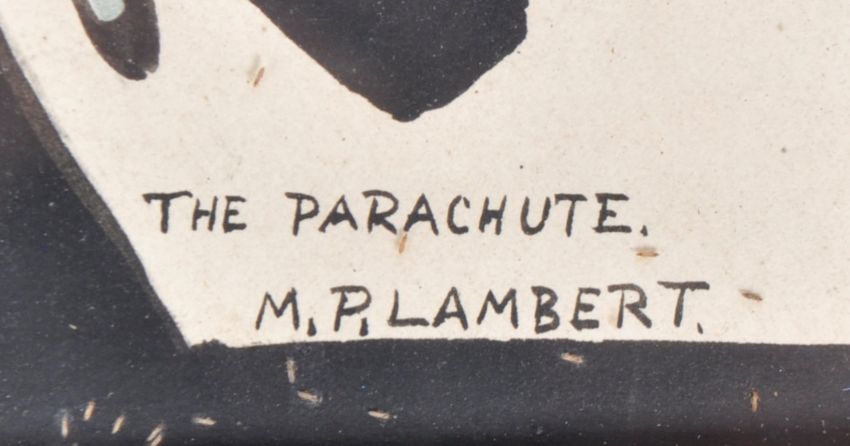 THE PARACHUTE.
M.P. LAMBERT.